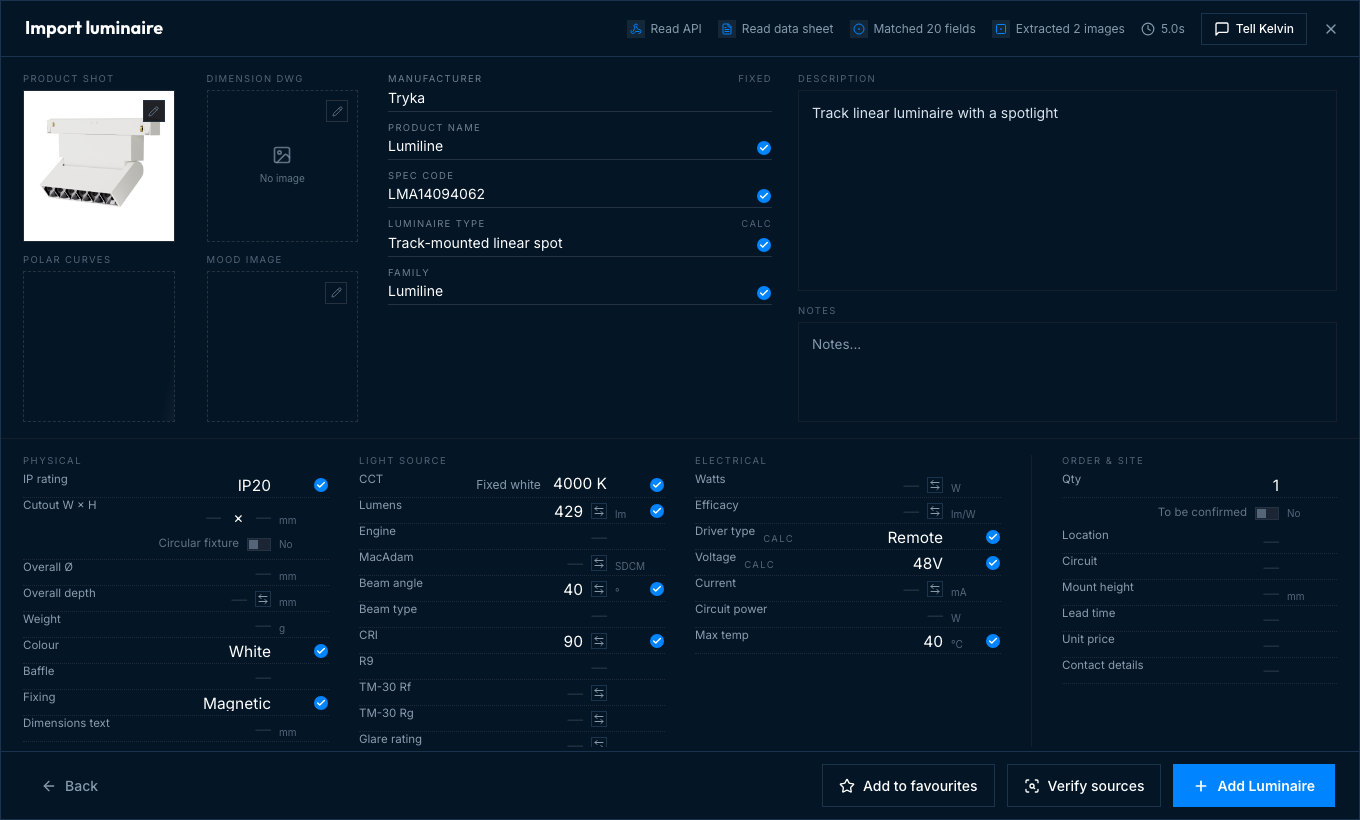 Import luminaire
Read API
Read data sheet
Matched 20 fields
Extracted 2 images
5.0s
Tell Kelvin
PRODUCT SHOT
DIMENSION DWG
No image
POLAR CURVES
MOOD IMAGE
MANUFACTURER FIXED
Tryka
PRODUCT NAME
Lumiline
SPEC CODE
LMA14094062
LUMINAIRE TYPE CALC
Track-mounted linear spot
FAMILY
Lumiline
DESCRIPTION
Track linear luminaire with a spotlight
NOTES
Notes...
PHYSICAL
IP rating IP20
Cutout W × H — × — mm
Circular fixture No
Overall Ø — mm
Overall depth — mm
Weight — g
Colour White
Baffle —
Fixing Magnetic
Dimensions text — mm
LIGHT SOURCE
CCT Fixed white 4000 K
Lumens 429 lm
Engine —
MacAdam — SDCM
Beam angle 40 °
Beam type —
CRI 90
R9 —
TM-30 Rf —
TM-30 Rg —
Glare rating —
ELECTRICAL
Watts — W
Efficacy — lm/W
Driver type CALC Remote
Voltage CALC 48V
Current — mA
Circuit power — W
Max temp 40 °C
ORDER & SITE
Qty 1
To be confirmed No
Location —
Circuit —
Mount height — mm
Lead time —
Unit price —
Contact details —
Back
Add to favourites
Verify sources
Add Luminaire